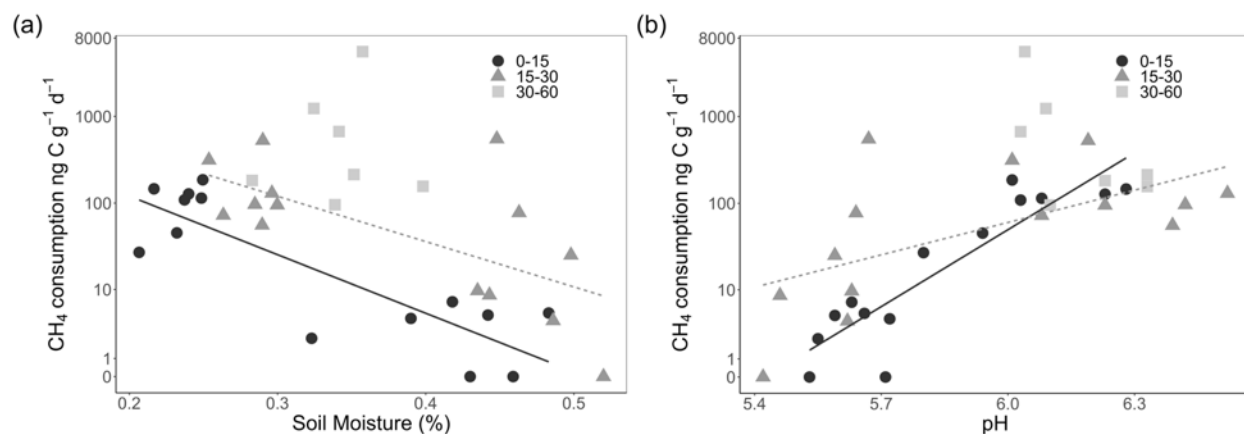 (a)
CH₄ consumption ng C g⁻¹ d⁻¹
8000
1000
100
10
1
0
0-15
15-30
30-60
0.2 0.3 0.4 0.5
Soil Moisture (%)
(b)
CH₄ consumption ng C g⁻¹ d⁻¹
8000
1000
100
10
1
0
0-15
15-30
30-60
5.4 5.7 6.0 6.3
pH